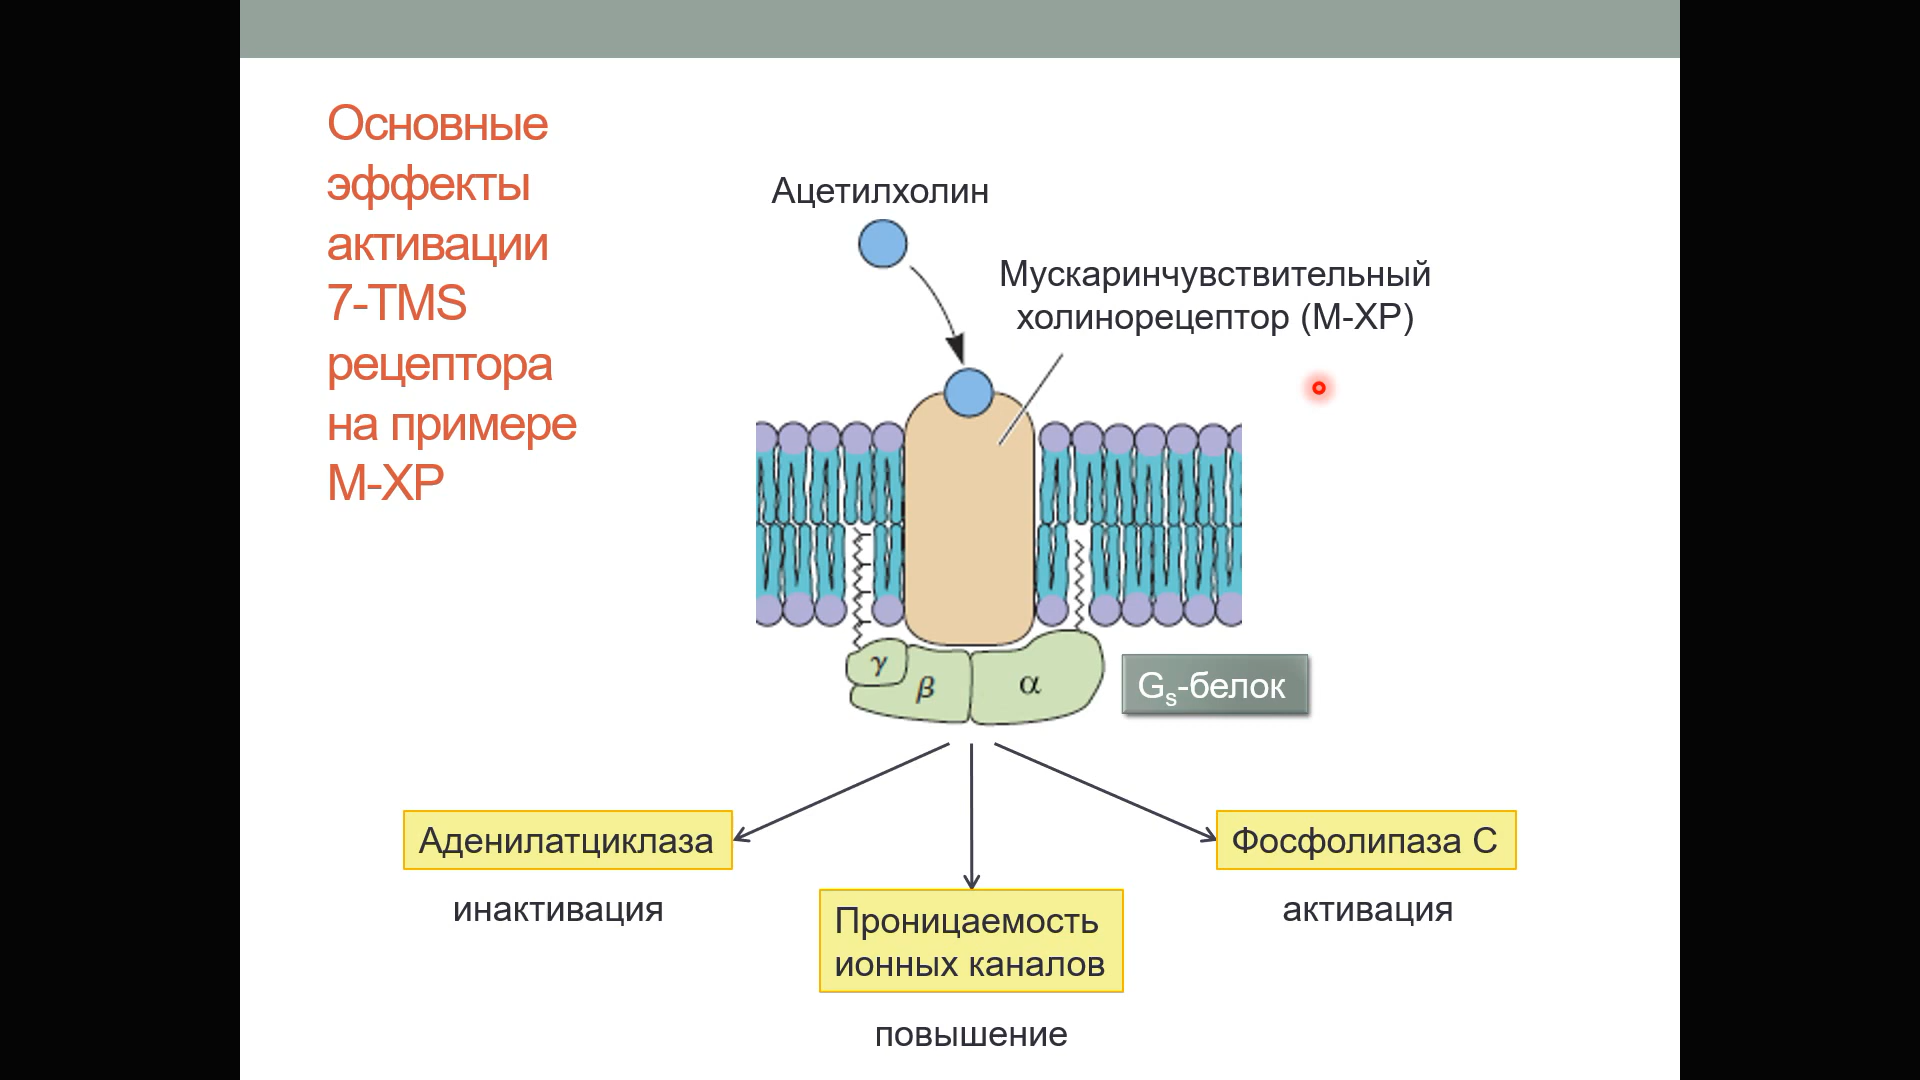 Основные
эффекты
активации
7-TMS
рецептора
на примере
М-ХР
Ацетилхолин
Мускаринчувствительный
холинорецептор (М-ХР)
γ
β
α
Gs-белок
Аденилатциклаза
инактивация
Проницаемость
ионных каналов
повышение
Фосфолипаза С
активация